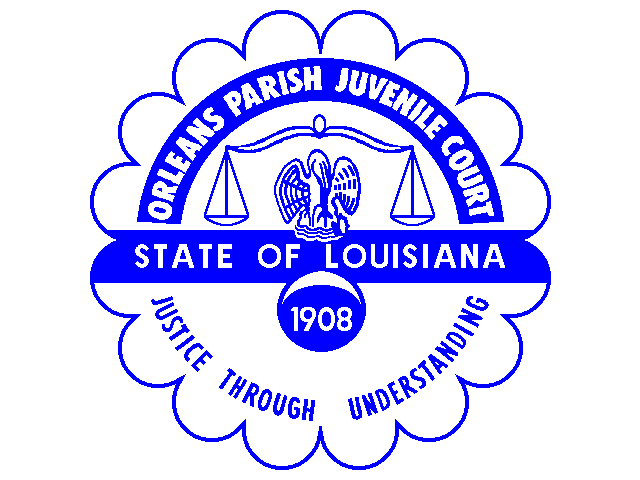 ORLEANS PARISH JUVENILE COURT
STATE OF LOUISIANA
1908
JUSTICE THROUGH UNDERSTANDING